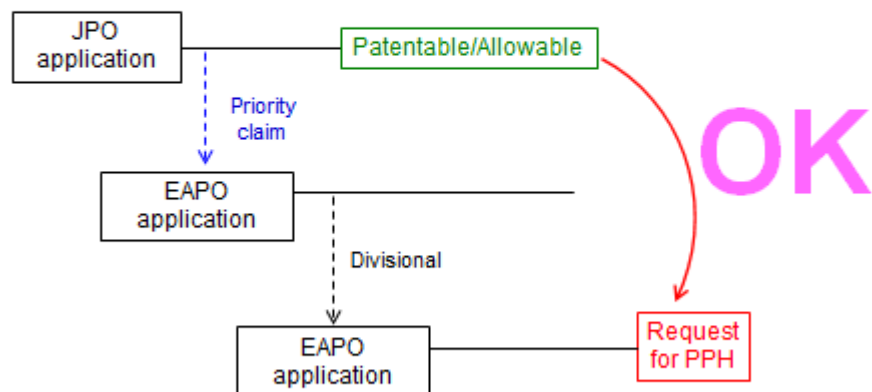 JPO
application
Patentable/Allowable
Priority
claim
OK
EAPO
application
Divisional
EAPO
application
Request
for PPH